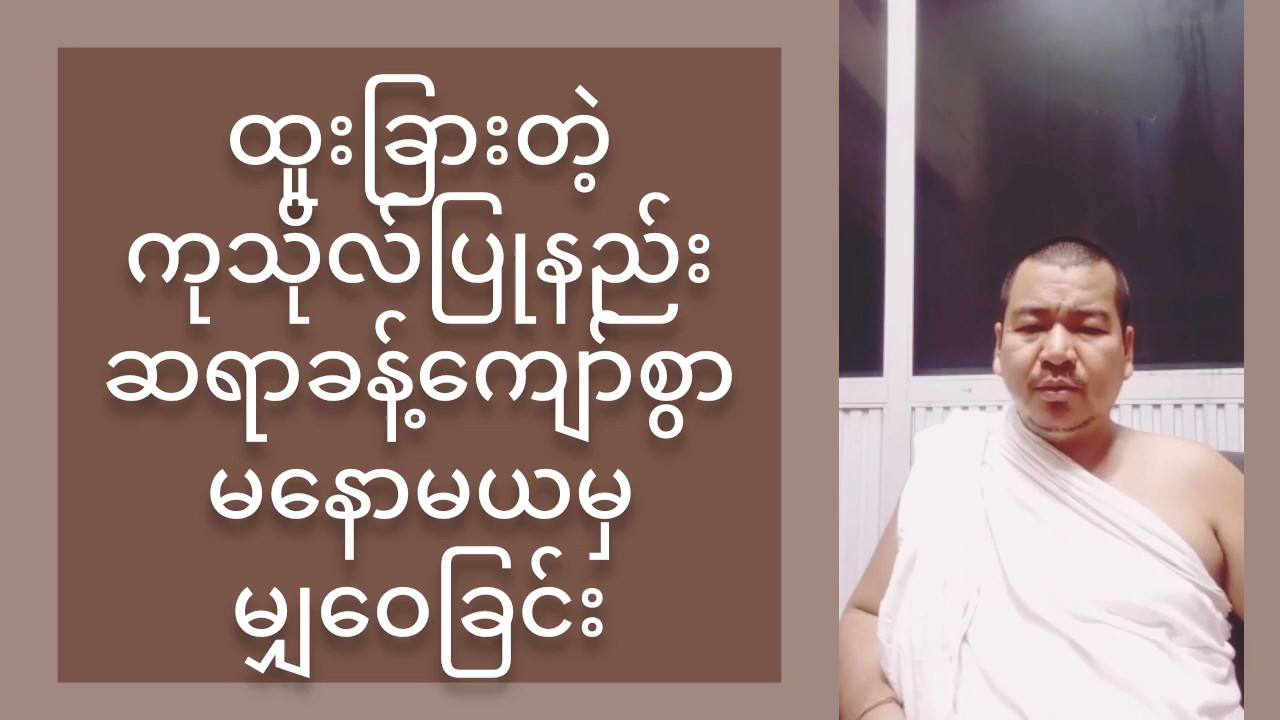 ထူးခြားတဲ့
ကုသိုလ်ပြုနည်း
ဆရာခန့်ကျော်စွာ
မနောမယမှ
မျှဝေခြင်း